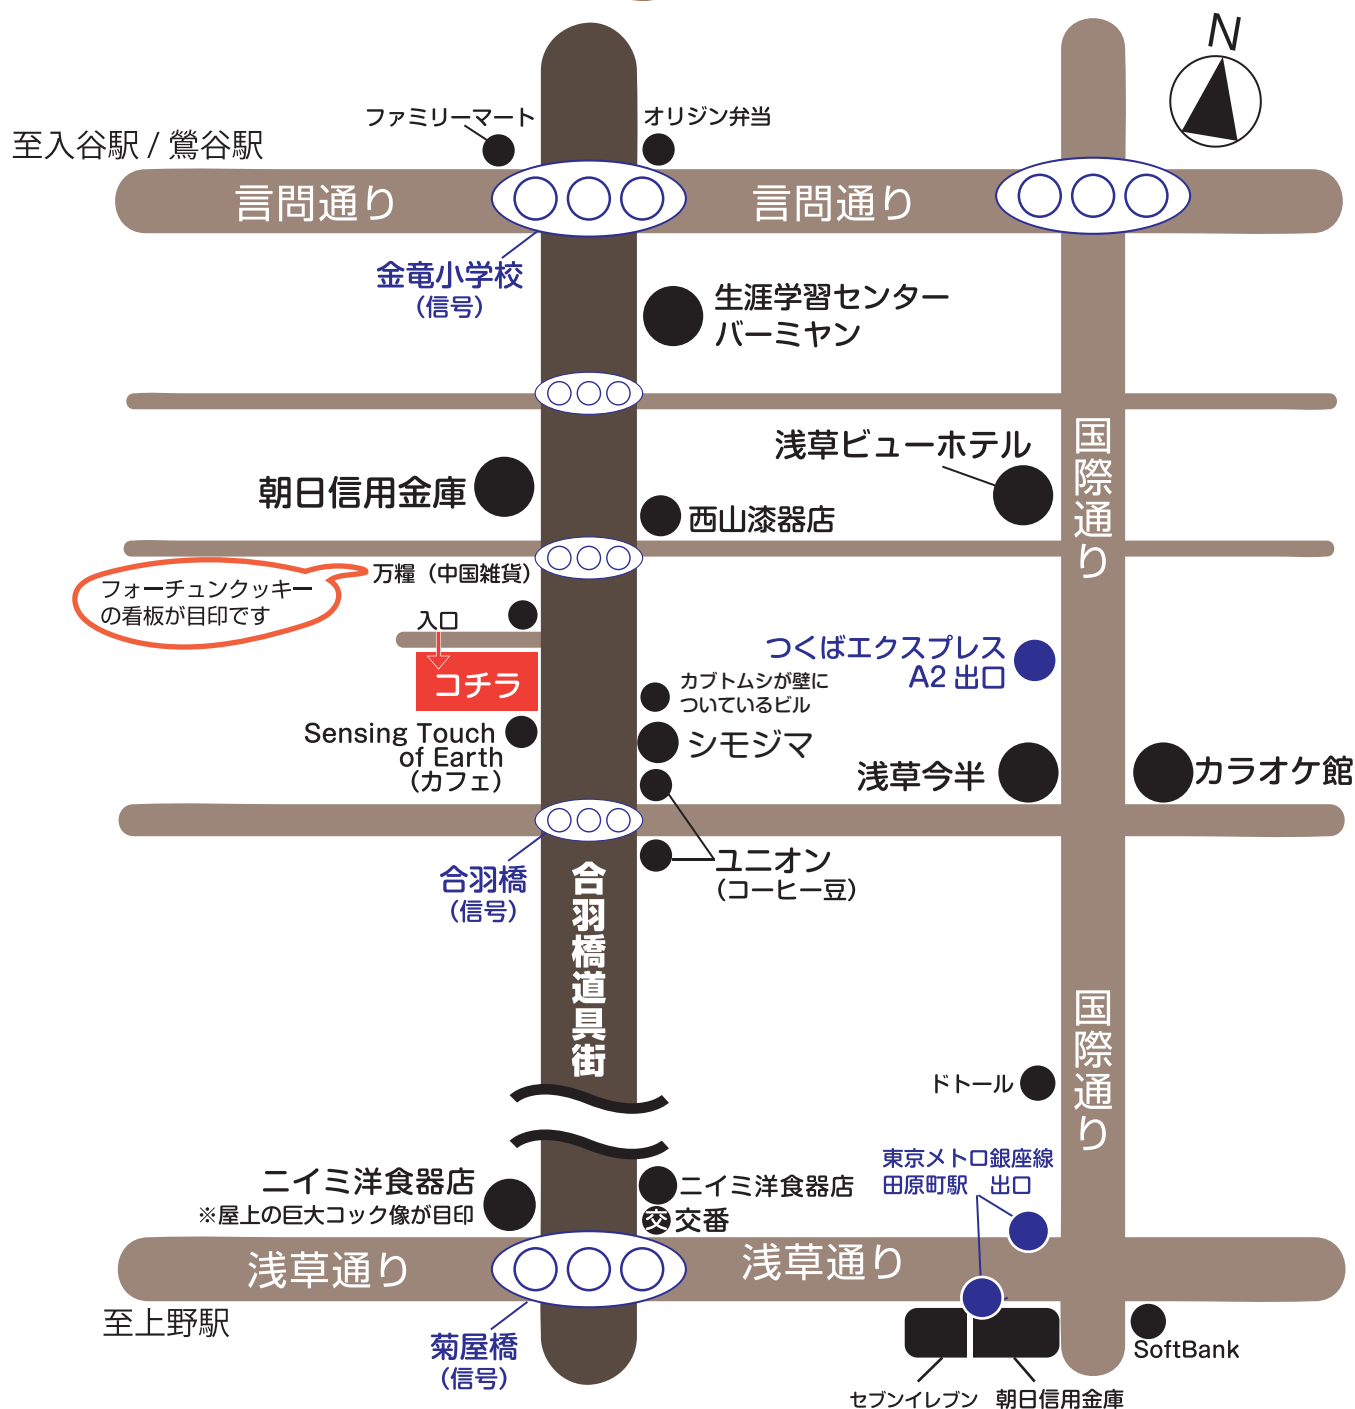 N
ファミリーマート
オリジン弁当
至入谷駅 / 鶯谷駅
言問通り
言問通り
金竜小学校
(信号)
生涯学習センター
バーミヤン
国際通り
浅草ビューホテル
朝日信用金庫
西山漆器店
万糧（中国雑貨）
フォーチュンクッキー
の看板が目印です
入口
コチラ
つくばエクスプレス
A2 出口
カブトムシが壁に
ついているビル
Sensing Touch
of Earth
(カフェ)
シモジマ
浅草今半
カラオケ館
合羽橋
(信号)
ユニオン
(コーヒー豆)
合羽橋道具街
国際通り
ドトール
東京メトロ銀座線
田原町駅　出口
ニイミ洋食器店
※屋上の巨大コック像が目印
ニイミ洋食器店
交 交番
浅草通り
浅草通り
至上野駅
菊屋橋
(信号)
SoftBank
セブンイレブン
朝日信用金庫